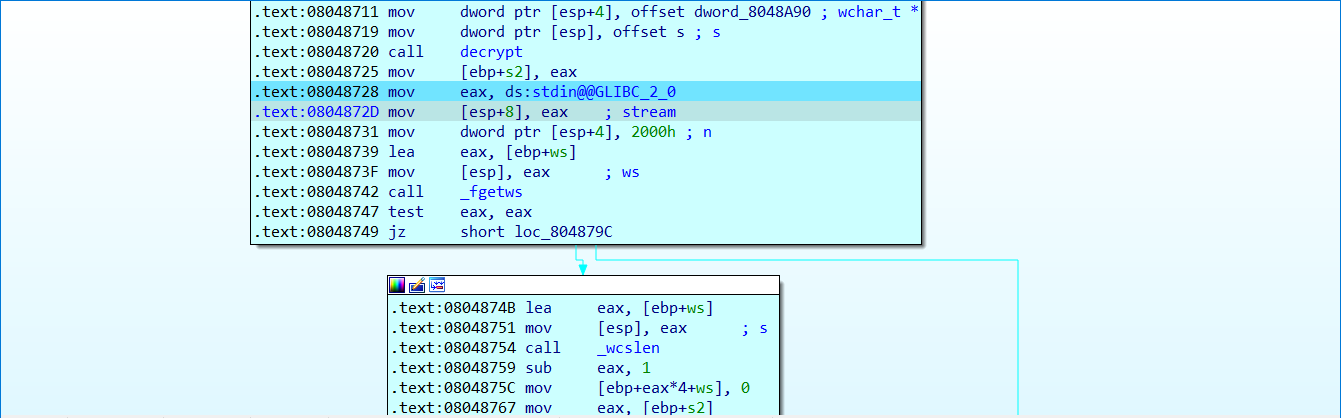 .text:08048711 mov dword ptr [esp+4], offset dword_8048A90 ; wchar_t *
.text:08048719 mov dword ptr [esp], offset s ; s
.text:08048720 call decrypt
.text:08048725 mov [ebp+s2], eax
.text:08048728 mov eax, ds:stdin@@GLIBC_2_0
.text:0804872D mov [esp+8], eax ; stream
.text:08048731 mov dword ptr [esp+4], 2000h ; n
.text:08048739 lea eax, [ebp+ws]
.text:0804873F mov [esp], eax ; ws
.text:08048742 call _fgetws
.text:08048747 test eax, eax
.text:08048749 jz short loc_804879C
.text:0804874B lea eax, [ebp+ws]
.text:08048751 mov [esp], eax ; s
.text:08048754 call _wcslen
.text:08048759 sub eax, 1
.text:0804875C mov [ebp+eax*4+ws], 0
.text:08048767 mov eax, [ebp+s2]